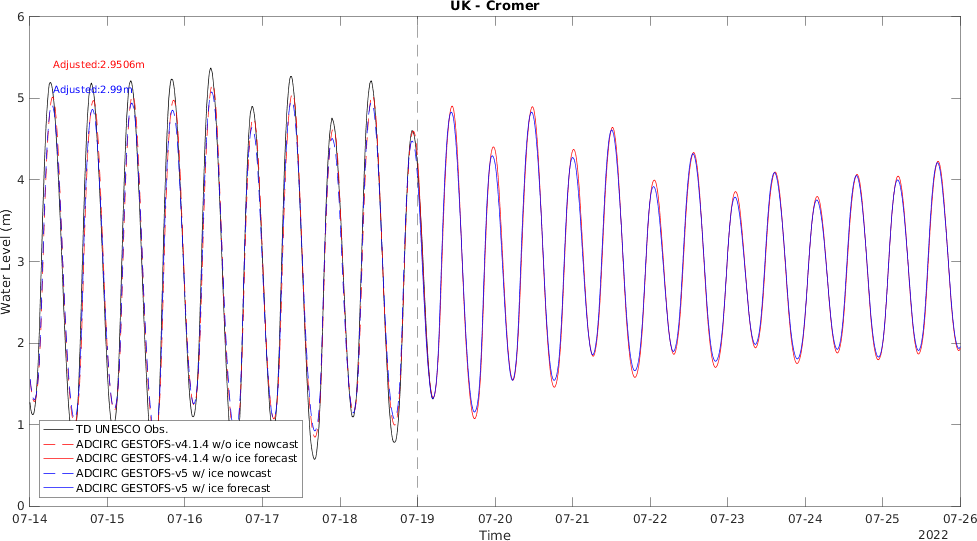 UK - Cromer
6
5
4
3
2
1
0
Water Level (m)
Adjusted:2.9506m
Adjusted:2.99m
TD UNESCO Obs.
ADCIRC GESTOFS-v4.1.4 w/o ice nowcast
ADCIRC GESTOFS-v4.1.4 w/o ice forecast
ADCIRC GESTOFS-v5 w/ ice nowcast
ADCIRC GESTOFS-v5 w/ ice forecast
07-14 07-15 07-16 07-17 07-18 07-19 07-20 07-21 07-22 07-23 07-24 07-25 07-26
Time
2022